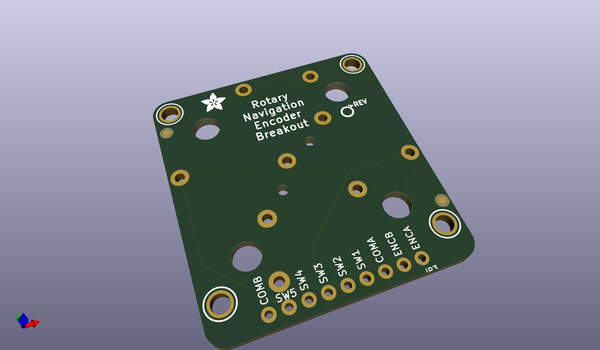 Rotary
Navigation
Encoder
Breakout
REV
COMB
SW5
SW4
SW3
SW2
SW1
COMA
ENCB
ENCA